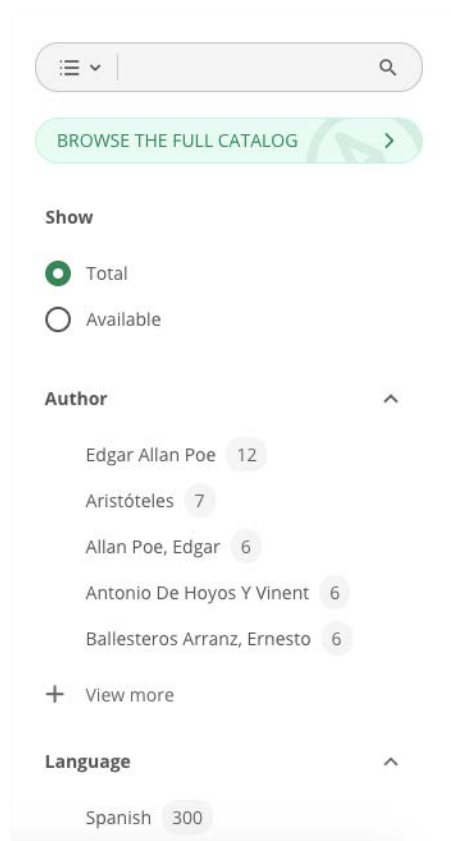 BROWSE THE FULL CATALOG
Show
Total
Available
Author
Edgar Allan Poe 12
Aristóteles 7
Allan Poe, Edgar 6
Antonio De Hoyos Y Vinent 6
Ballesteros Arranz, Ernesto 6
+ View more
Language
Spanish 300